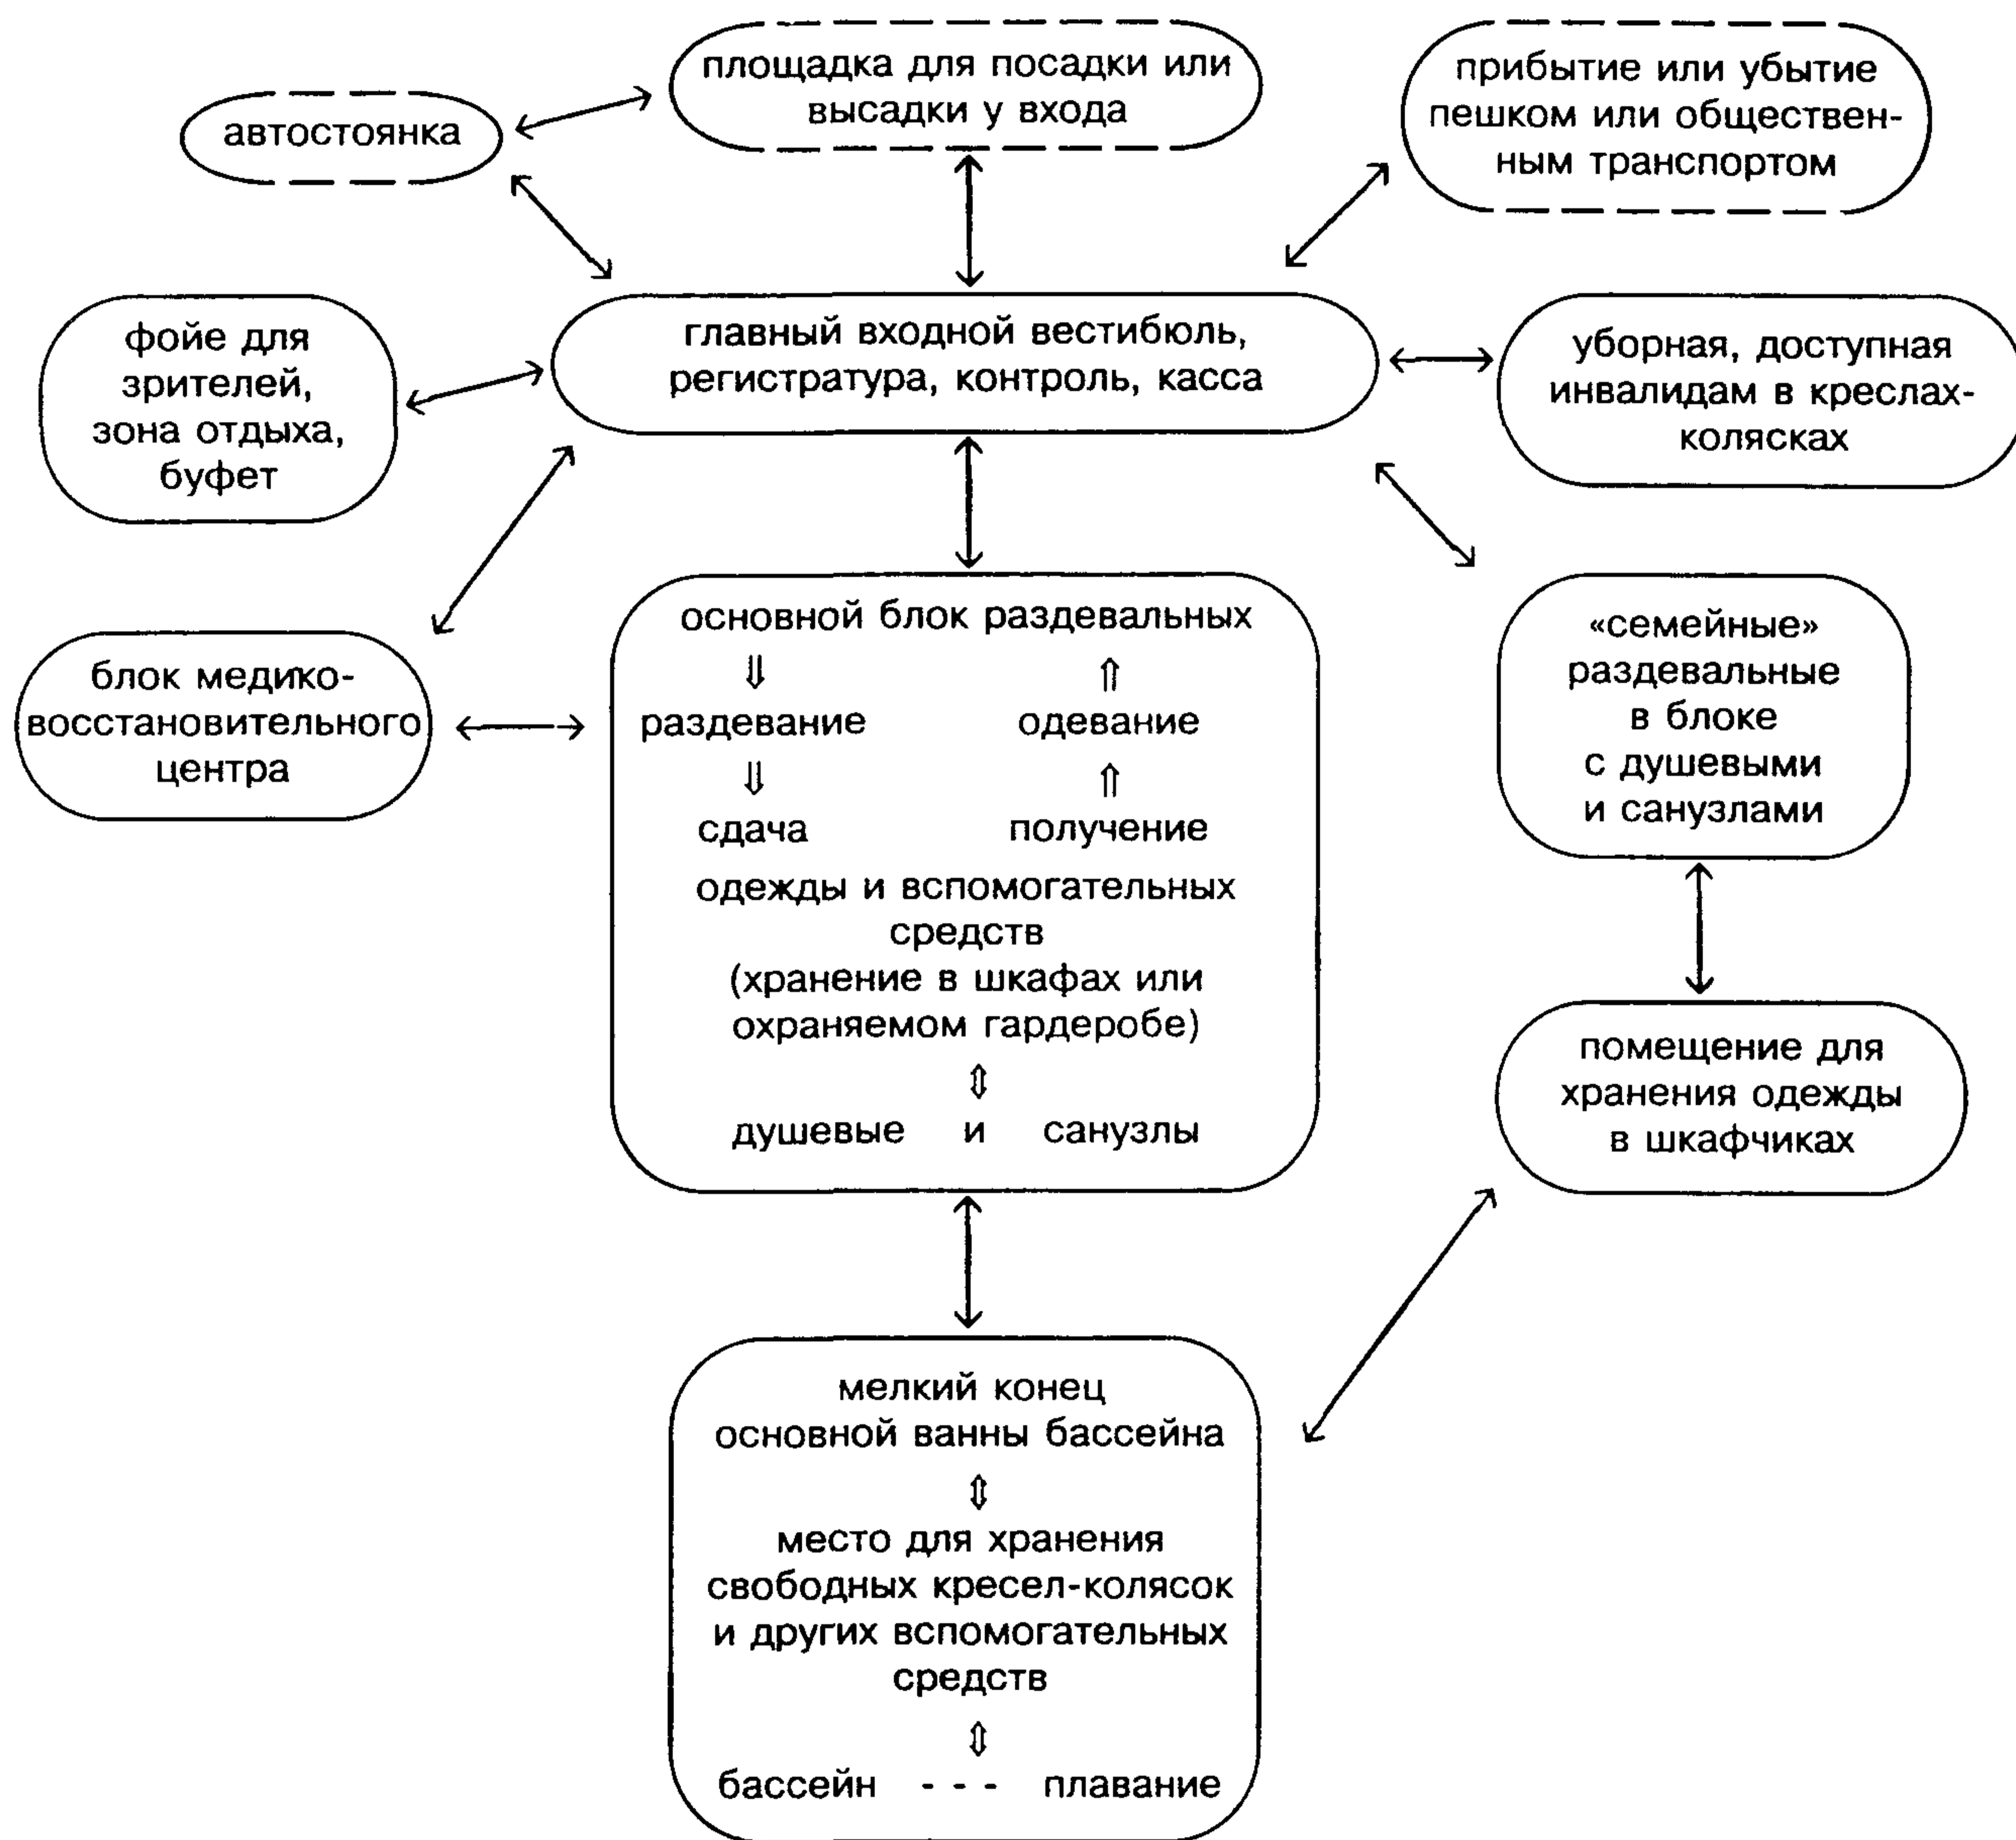 площадка для посадки или
высадки у входа
прибытие или убытие
пешком или обществен-
ным транспортом
автостоянка
фойе для
зрителей,
зона отдыха,
буфет
главный входной вестибюль,
регистратура, контроль, касса
уборная, доступная
инвалидам в креслах-
колясках
блок медико-
восстановительного
центра
основной блок раздевальных
⇓ ⇑
раздевание одевание
⇓ ⇑
сдача получение
одежды и вспомогательных
средств
(хранение в шкафах или
охраняемом гардеробе)
⇕
душевые и санузлы
«семейные»
раздевальные
в блоке
с душевыми
и санузлами
помещение для
хранения одежды
в шкафчиках
мелкий конец
основной ванны бассейна
⇕
место для хранения
свободных кресел-колясок
и других вспомогательных
средств
⇕
бассейн - - - плавание